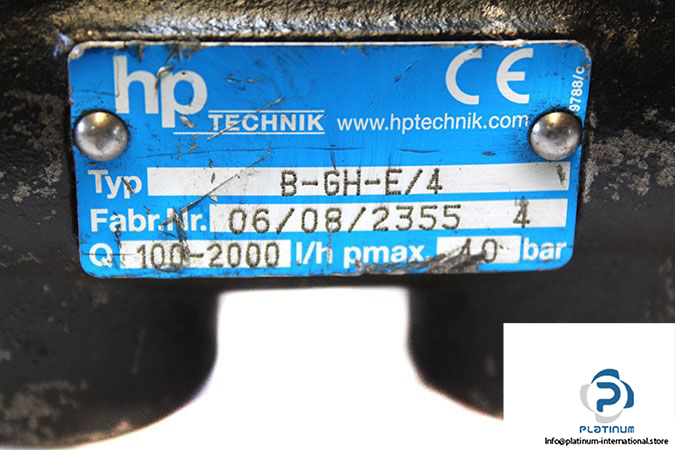 hp
TECHNIK www.hptechnik.com
CE
9788/c
Typ B-GH-E/4
Fabr.Nr. 06/08/2355 4
Q 100-2000 l/h pmax. 40 bar
PLATINUM
Info@platinum-international.store